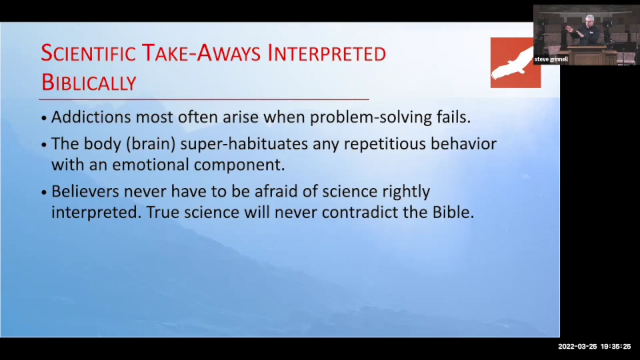 SCIENTIFIC TAKE-AWAYS INTERPRETED
BIBLICALLY
steve grinnell
• Addictions most often arise when problem-solving fails.
• The body (brain) super-habituates any repetitious behavior
with an emotional component.
• Believers never have to be afraid of science rightly
interpreted. True science will never contradict the Bible.
2022-03-25 19:35:25